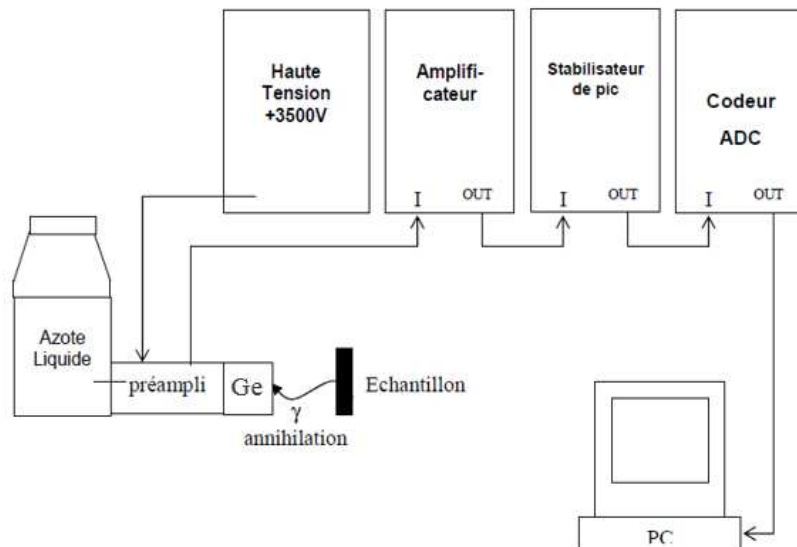 Haute
Tension
+3500V
Amplifi-
cateur
I OUT
Stabilisateur
de pic
I OUT
Codeur
ADC
I OUT
Azote
Liquide
préampli
Ge
γ
annihilation
Echantillon
PC